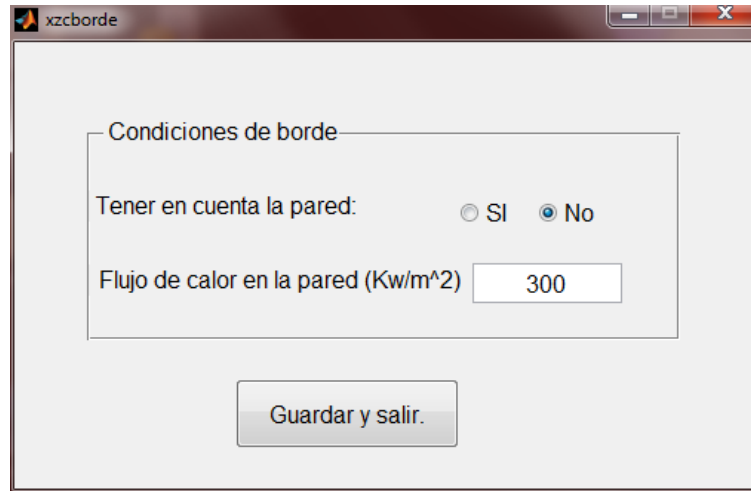 xzcborde
Condiciones de borde
Tener en cuenta la pared: SI No
Flujo de calor en la pared (Kw/m^2) 300
Guardar y salir.